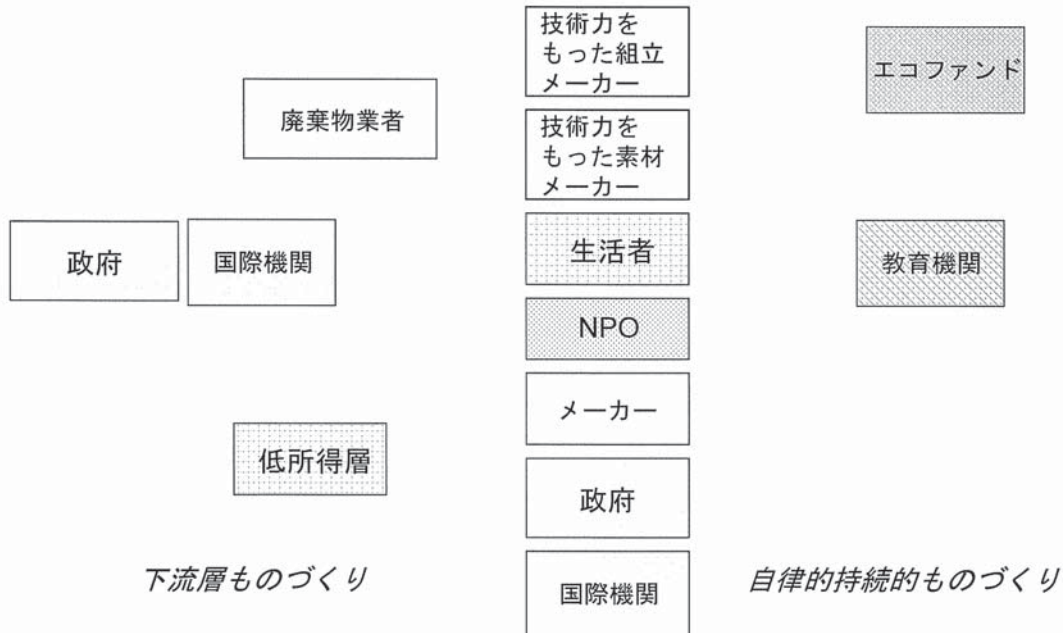 技術力を
もった組立
メーカー
エコファンド
廃棄物業者
技術力を
もった素材
メーカー
政府
国際機関
生活者
教育機関
NPO
メーカー
低所得層
政府
下流層ものづくり
国際機関
自律的持続的ものづくり